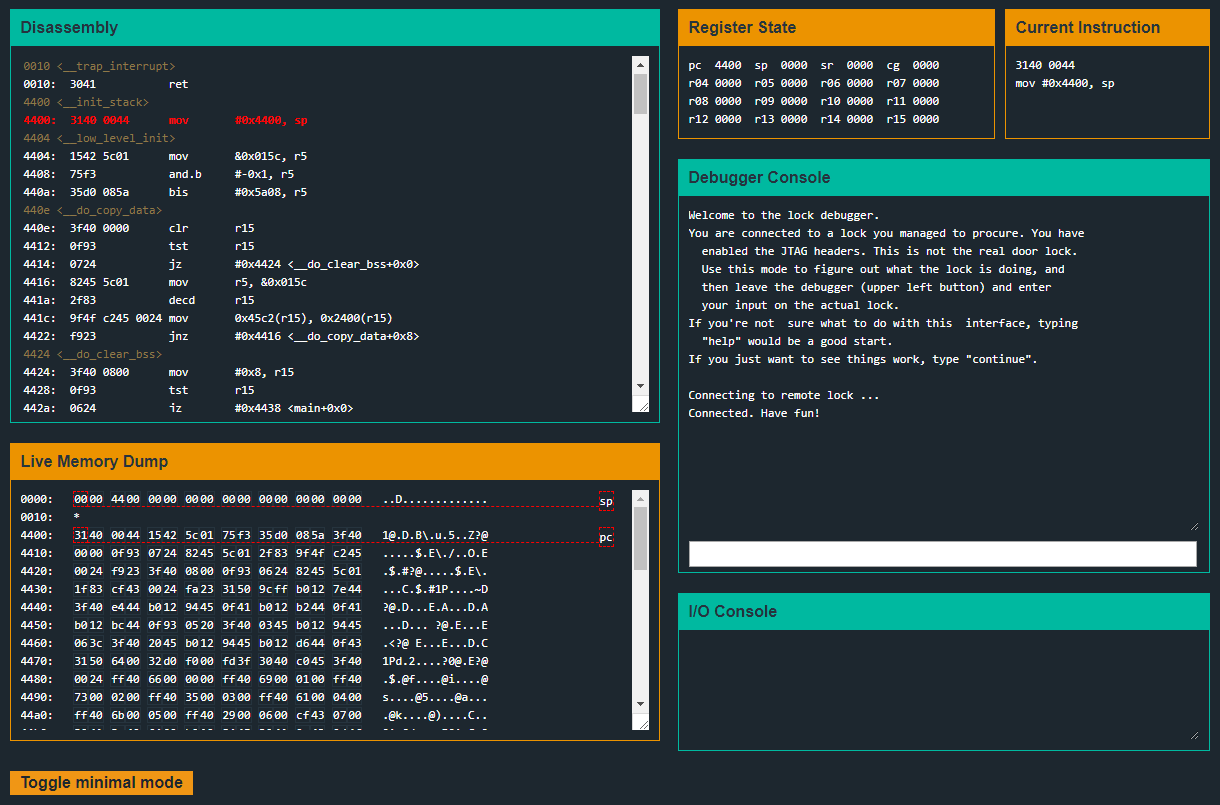 Disassembly
0010 <__trap_interrupt>
0010: 3041 ret
4400 <__init_stack>
4400: 3140 0044 mov #0x4400, sp
4404 <__low_level_init>
4404: 1542 5c01 mov &0x015c, r5
4408: 75f3 and.b #-0x1, r5
440a: 35d0 085a bis #0x5a08, r5
440e <__do_copy_data>
440e: 3f40 0000 clr r15
4412: 0f93 tst r15
4414: 0724 jz #0x4424 <__do_clear_bss+0x0>
4416: 8245 5c01 mov r5, &0x015c
441a: 2f83 decd r15
441c: 9f4f c245 0024 mov 0x45c2(r15), 0x2400(r15)
4422: f923 jnz #0x4416 <__do_copy_data+0x8>
4424 <__do_clear_bss>
4424: 3f40 0800 mov #0x8, r15
4428: 0f93 tst r15
442a: 0624 jz #0x4438 <main+0x0>
Live Memory Dump
0000: 0000 4400 0000 0000 0000 0000 0000 0000 ..D............. sp
0010: *
4400: 3140 0044 1542 5c01 75f3 35d0 085a 3f40 1@.D.B\.u.5..Z?@ pc
4410: 0000 0f93 0724 8245 5c01 2f83 9f4f c245 .....$.E\./..O.E
4420: 0024 f923 3f40 0800 0f93 0624 8245 5c01 .$.#?@.....$.E\.
4430: 1f83 cf43 0024 fa23 3150 9cff b012 7e44 ...C.$.#1P....~D
4440: 3f40 e444 b012 9445 0f41 b012 b244 0f41 ?@.D...E.A...D.A
4450: b012 bc44 0f93 0520 3f40 0345 b012 9445 ...D... ?@.E...E
4460: 063c 3f40 2045 b012 9445 b012 d644 0f43 .<?@ E...E...D.C
4470: 3150 6400 32d0 f000 fd3f 3040 c045 3f40 1Pd.2....?0@.E?@
4480: 0024 ff40 6600 0000 ff40 6900 0100 ff40 .$.@f....@i....@
4490: 7300 0200 ff40 3500 0300 ff40 6100 0400 s....@5....@a...
44a0: ff40 6b00 0500 ff40 2900 0600 cf43 0700 .@k....@)....C..
Toggle minimal mode
Register State
pc 4400 sp 0000 sr 0000 cg 0000
r04 0000 r05 0000 r06 0000 r07 0000
r08 0000 r09 0000 r10 0000 r11 0000
r12 0000 r13 0000 r14 0000 r15 0000
Current Instruction
3140 0044
mov #0x4400, sp
Debugger Console
Welcome to the lock debugger.
You are connected to a lock you managed to procure. You have
enabled the JTAG headers. This is not the real door lock.
Use this mode to figure out what the lock is doing, and
then leave the debugger (upper left button) and enter
your input on the actual lock.
If you're not  sure what to do with this  interface, typing
"help" would be a good start.
If you just want to see things work, type "continue".
Connecting to remote lock ...
Connected. Have fun!
I/O Console